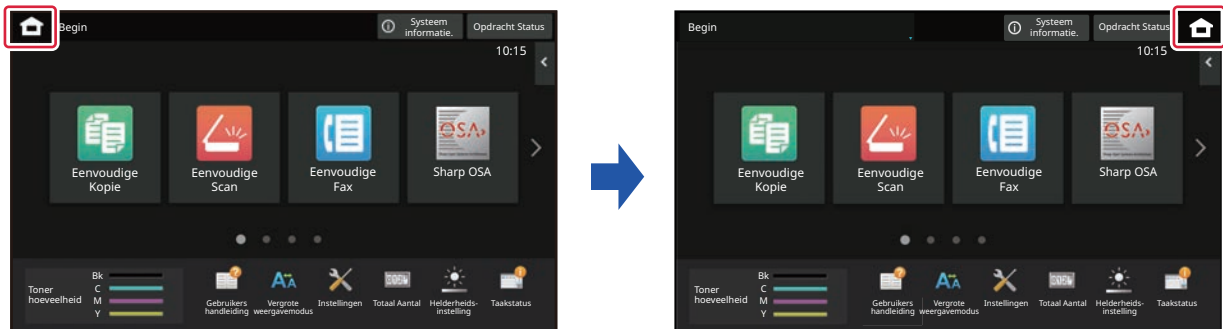 Begin
Systeem
informatie.
Opdracht Status
10:15
Eenvoudige
Kopie
Eenvoudige
Scan
Eenvoudige
Fax
OSA
Sharp OSA
Toner
hoeveelheid
Bk
C
M
Y
Gebruikers
handleiding
Vergrote
weergavemodus
Instellingen
Totaal Aantal
Helderheids-
instelling
Taakstatus
Begin
Systeem
informatie.
Opdracht Status
10:15
Eenvoudige
Kopie
Eenvoudige
Scan
Eenvoudige
Fax
OSA
Sharp OSA
Toner
hoeveelheid
Bk
C
M
Y
Gebruikers
handleiding
Vergrote
weergavemodus
Instellingen
Totaal Aantal
Helderheids-
instelling
Taakstatus